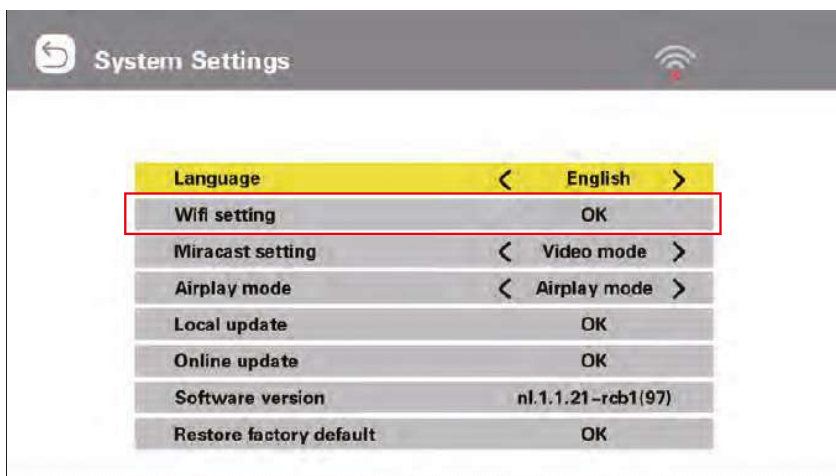 System Settings
Language < English >
Wifi setting OK
Miracast setting < Video mode >
Airplay mode < Airplay mode >
Local update OK
Online update OK
Software version nl.1.1.21-rcb1(97)
Restore factory default OK